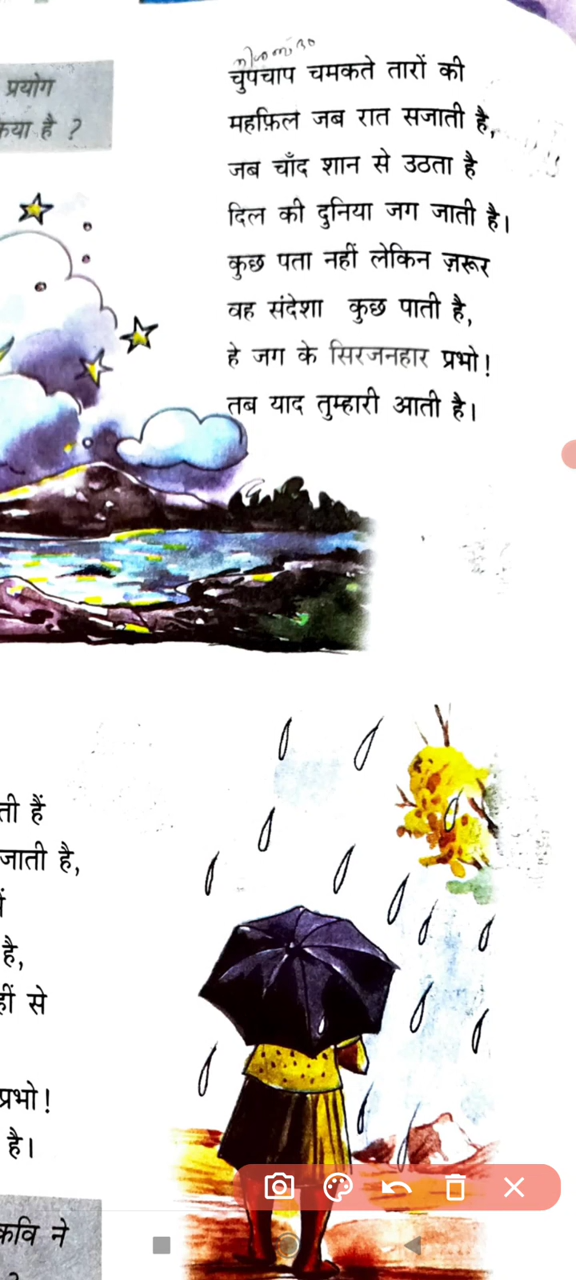 प्रयोग
कया है ?
चुपचाप चमकते तारों की
महफ़िल जब रात सजाती है,
जब चाँद शान से उठता है
दिल की दुनिया जग जाती है।
कुछ पता नहीं लेकिन ज़रूर
वह संदेशा कुछ पाती है,
हे जग के सिरजनहार प्रभो!
तब याद तुम्हारी आती है।
ती हैं
जाती है,
है,
हीं से
प्रभो!
है।
कवि ने